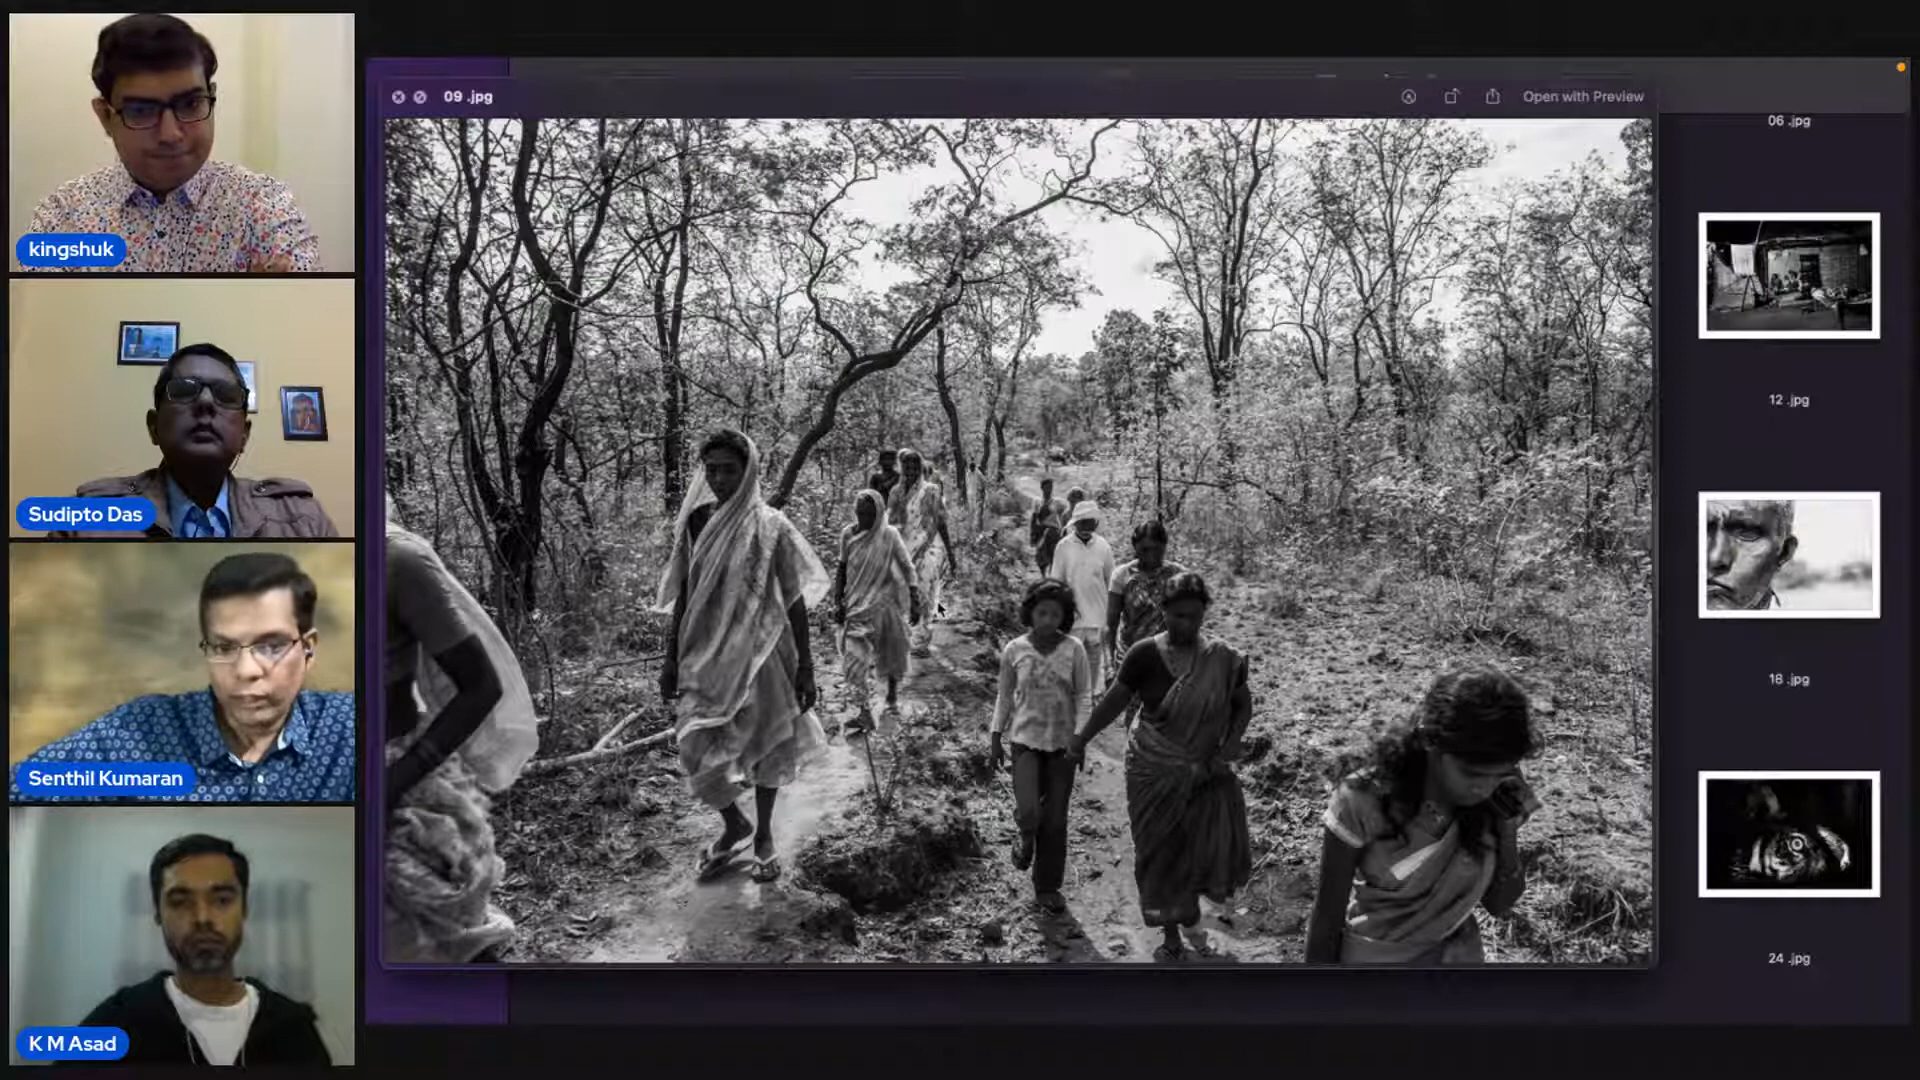 kingshuk
Sudipto Das
Senthil Kumaran
K M Asad
09 .jpg
Open with Preview
06 .jpg
12 .jpg
18 .jpg
24 .jpg